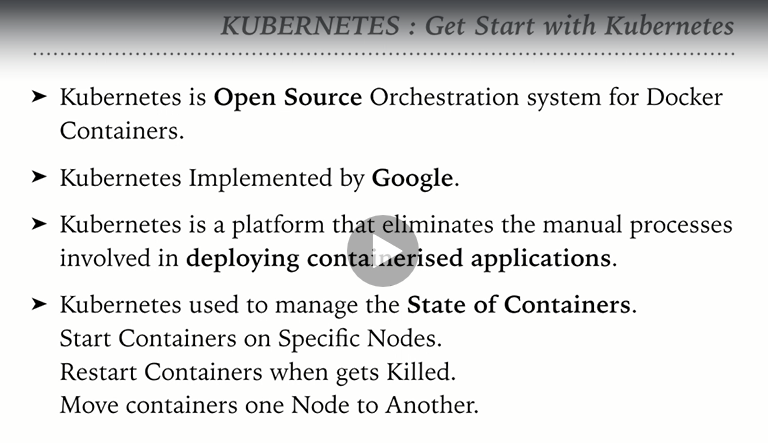 KUBERNETES : Get Start with Kubernetes
➤ Kubernetes is Open Source Orchestration system for Docker
Containers.
➤ Kubernetes Implemented by Google.
➤ Kubernetes is a platform that eliminates the manual processes
involved in deploying containerised applications.
➤ Kubernetes used to manage the State of Containers.
Start Containers on Specific Nodes.
Restart Containers when gets Killed.
Move containers one Node to Another.